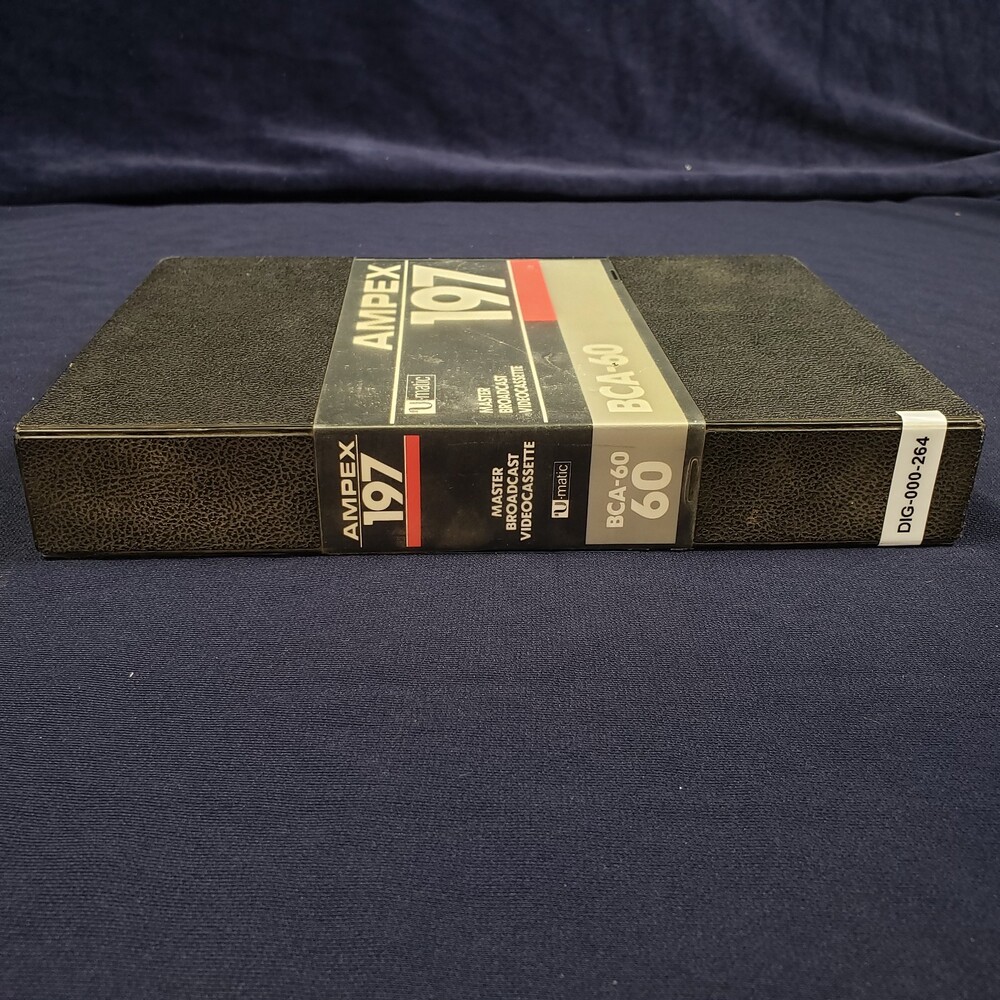 AMPEX
197
U-matic
MASTER
BROADCAST
VIDEOCASSETTE
BCA-60
AMPEX
197
MASTER
BROADCAST
VIDEOCASSETTE
U-matic
BCA-60
60
DIG-000-264